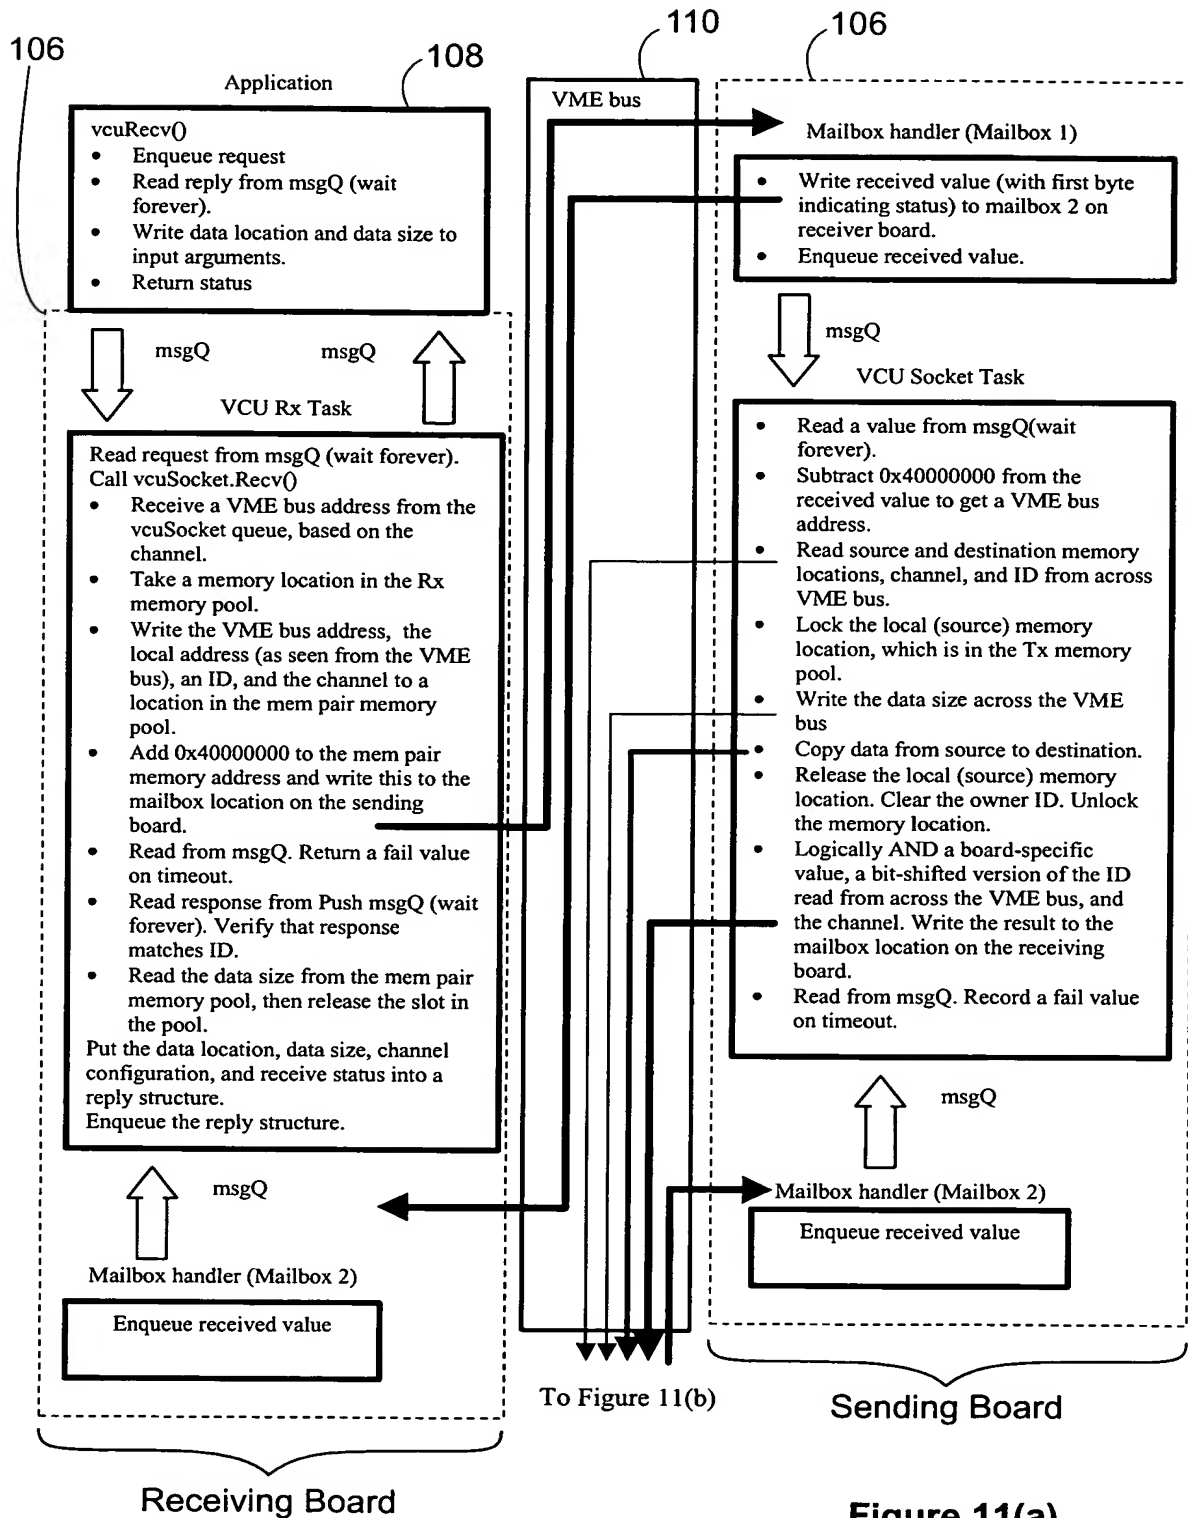 106
108
110
106
Application
vcuRecv()
• Enqueue request
• Read reply from msgQ (wait
forever).
• Write data location and data size to
input arguments.
• Return status
msgQ
msgQ
VCU Rx Task
Read request from msgQ (wait forever).
Call vcuSocket.Recv()
• Receive a VME bus address from the
vcuSocket queue, based on the
channel.
• Take a memory location in the Rx
memory pool.
• Write the VME bus address, the
local address (as seen from the VME
bus), an ID, and the channel to a
location in the mem pair memory
pool.
• Add 0x40000000 to the mem pair
memory address and write this to the
mailbox location on the sending
board.
• Read from msgQ. Return a fail value
on timeout.
• Read response from Push msgQ (wait
forever). Verify that response
matches ID.
• Read the data size from the mem pair
memory pool, then release the slot in
the pool.
Put the data location, data size, channel
configuration, and receive status into a
reply structure.
Enqueue the reply structure.
msgQ
Mailbox handler (Mailbox 2)
Enqueue received value
Receiving Board
VME bus
To Figure 11(b)
Mailbox handler (Mailbox 1)
• Write received value (with first byte
indicating status) to mailbox 2 on
receiver board.
• Enqueue received value.
msgQ
VCU Socket Task
• Read a value from msgQ(wait
forever).
• Subtract 0x40000000 from the
received value to get a VME bus
address.
• Read source and destination memory
locations, channel, and ID from across
VME bus.
• Lock the local (source) memory
location, which is in the Tx memory
pool.
• Write the data size across the VME
bus
• Copy data from source to destination.
• Release the local (source) memory
location. Clear the owner ID. Unlock
the memory location.
• Logically AND a board-specific
value, a bit-shifted version of the ID
read from across the VME bus, and
the channel. Write the result to the
mailbox location on the receiving
board.
• Read from msgQ. Record a fail value
on timeout.
msgQ
Mailbox handler (Mailbox 2)
Enqueue received value
Sending Board
Figure 11(a)